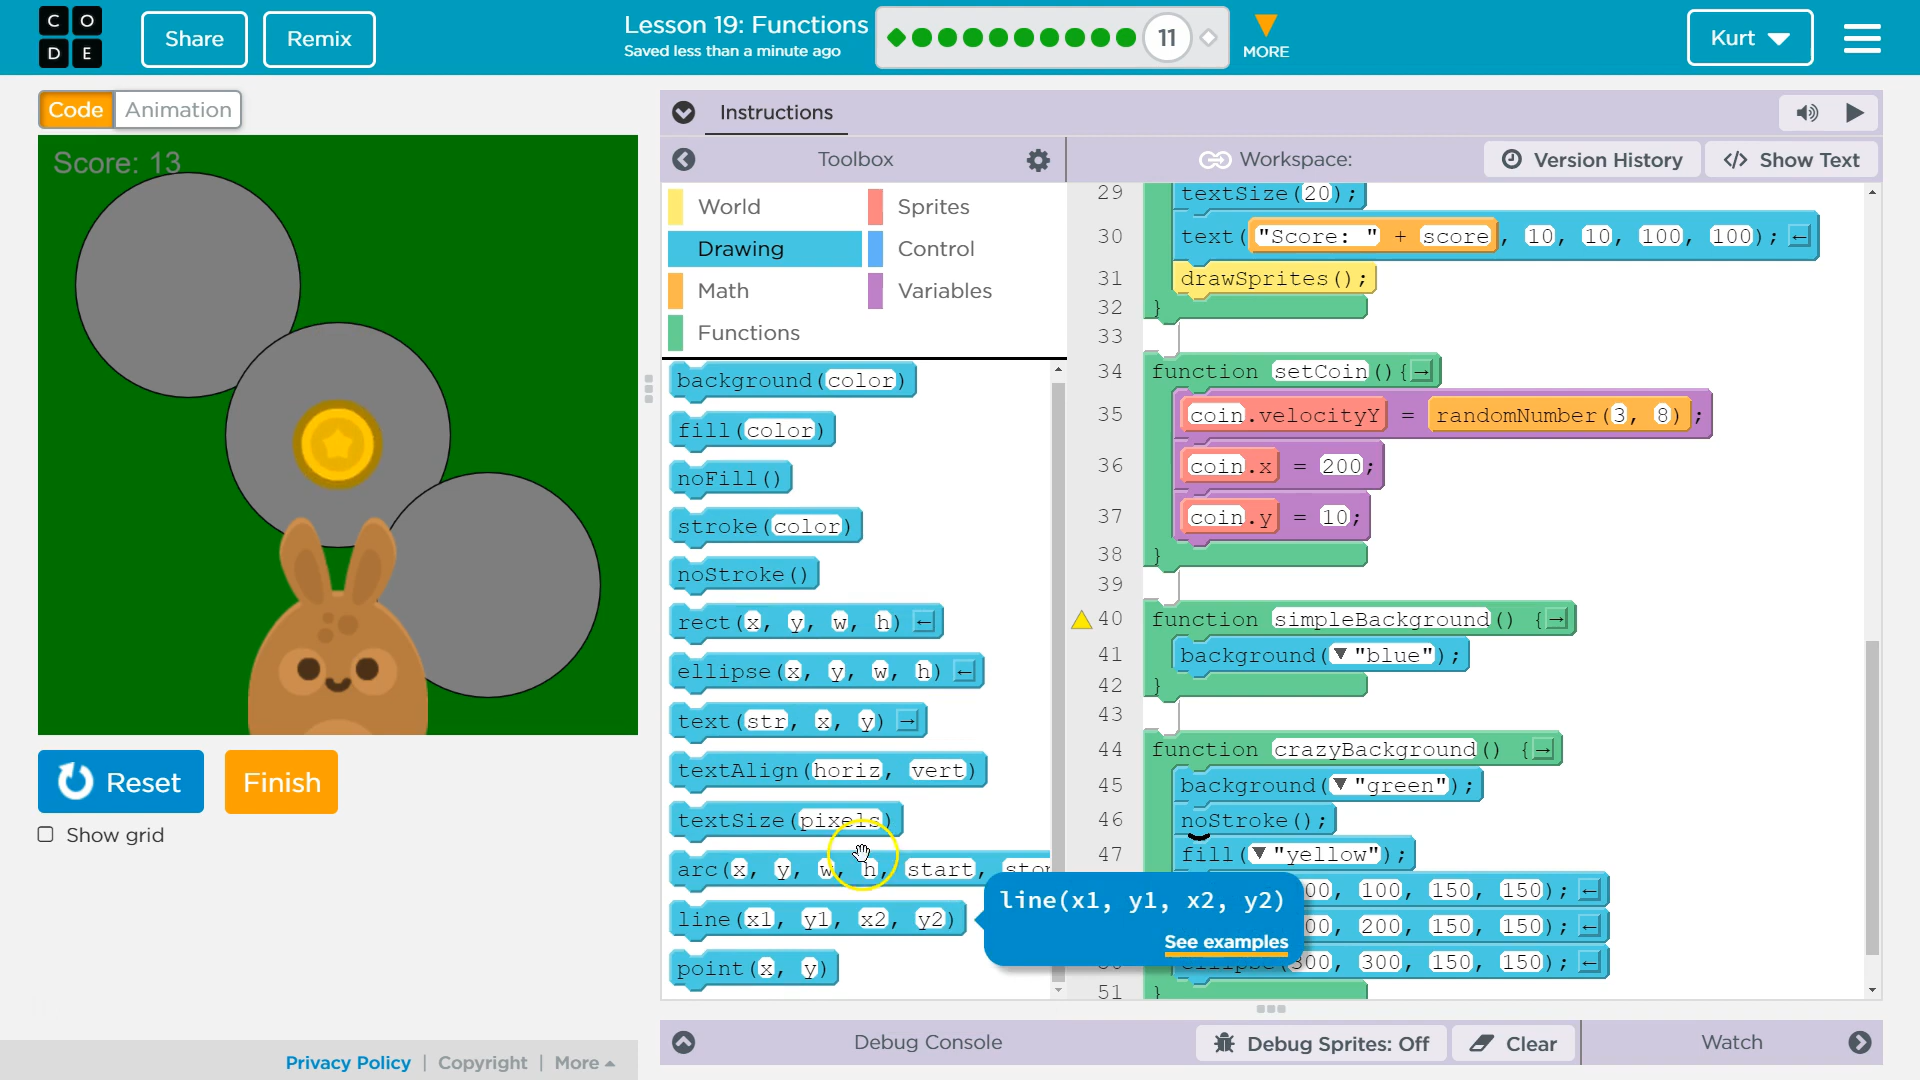 C O
D E
Share
Remix
Lesson 19: Functions
Saved less than a minute ago
11
MORE
Kurt
Code
Animation
Instructions
Score: 13
Toolbox
Workspace:
Version History
</> Show Text
World
Sprites
Drawing
Control
Math
Variables
Functions
background(color)
fill(color)
noFill()
stroke(color)
noStroke()
rect(x, y, w, h)
ellipse(x, y, w, h)
text(str, x, y)
textAlign(horiz, vert)
textSize(pixels)
arc(x, y, w, h, start,
line(x1, y1, x2, y2)
point(x, y)
29 textSize(20);
30 text("Score: " + score, 10, 10, 100, 100);
31 drawSprites();
32 }
33
34 function setCoin(){
35 coin.velocityY = randomNumber(3, 8);
36 coin.x = 200;
37 coin.y = 10;
38 }
39
40 function simpleBackground() {
41 background("blue");
42 }
43
44 function crazyBackground() {
45 background("green");
46 noStroke();
47 fill("yellow");
100, 150, 150);
200, 150, 150);
ellipse(300, 300, 150, 150);
51 }
line(x1, y1, x2, y2)
See examples
Reset
Finish
Show grid
Debug Console
Debug Sprites: Off
Clear
Watch
Privacy Policy | Copyright | More